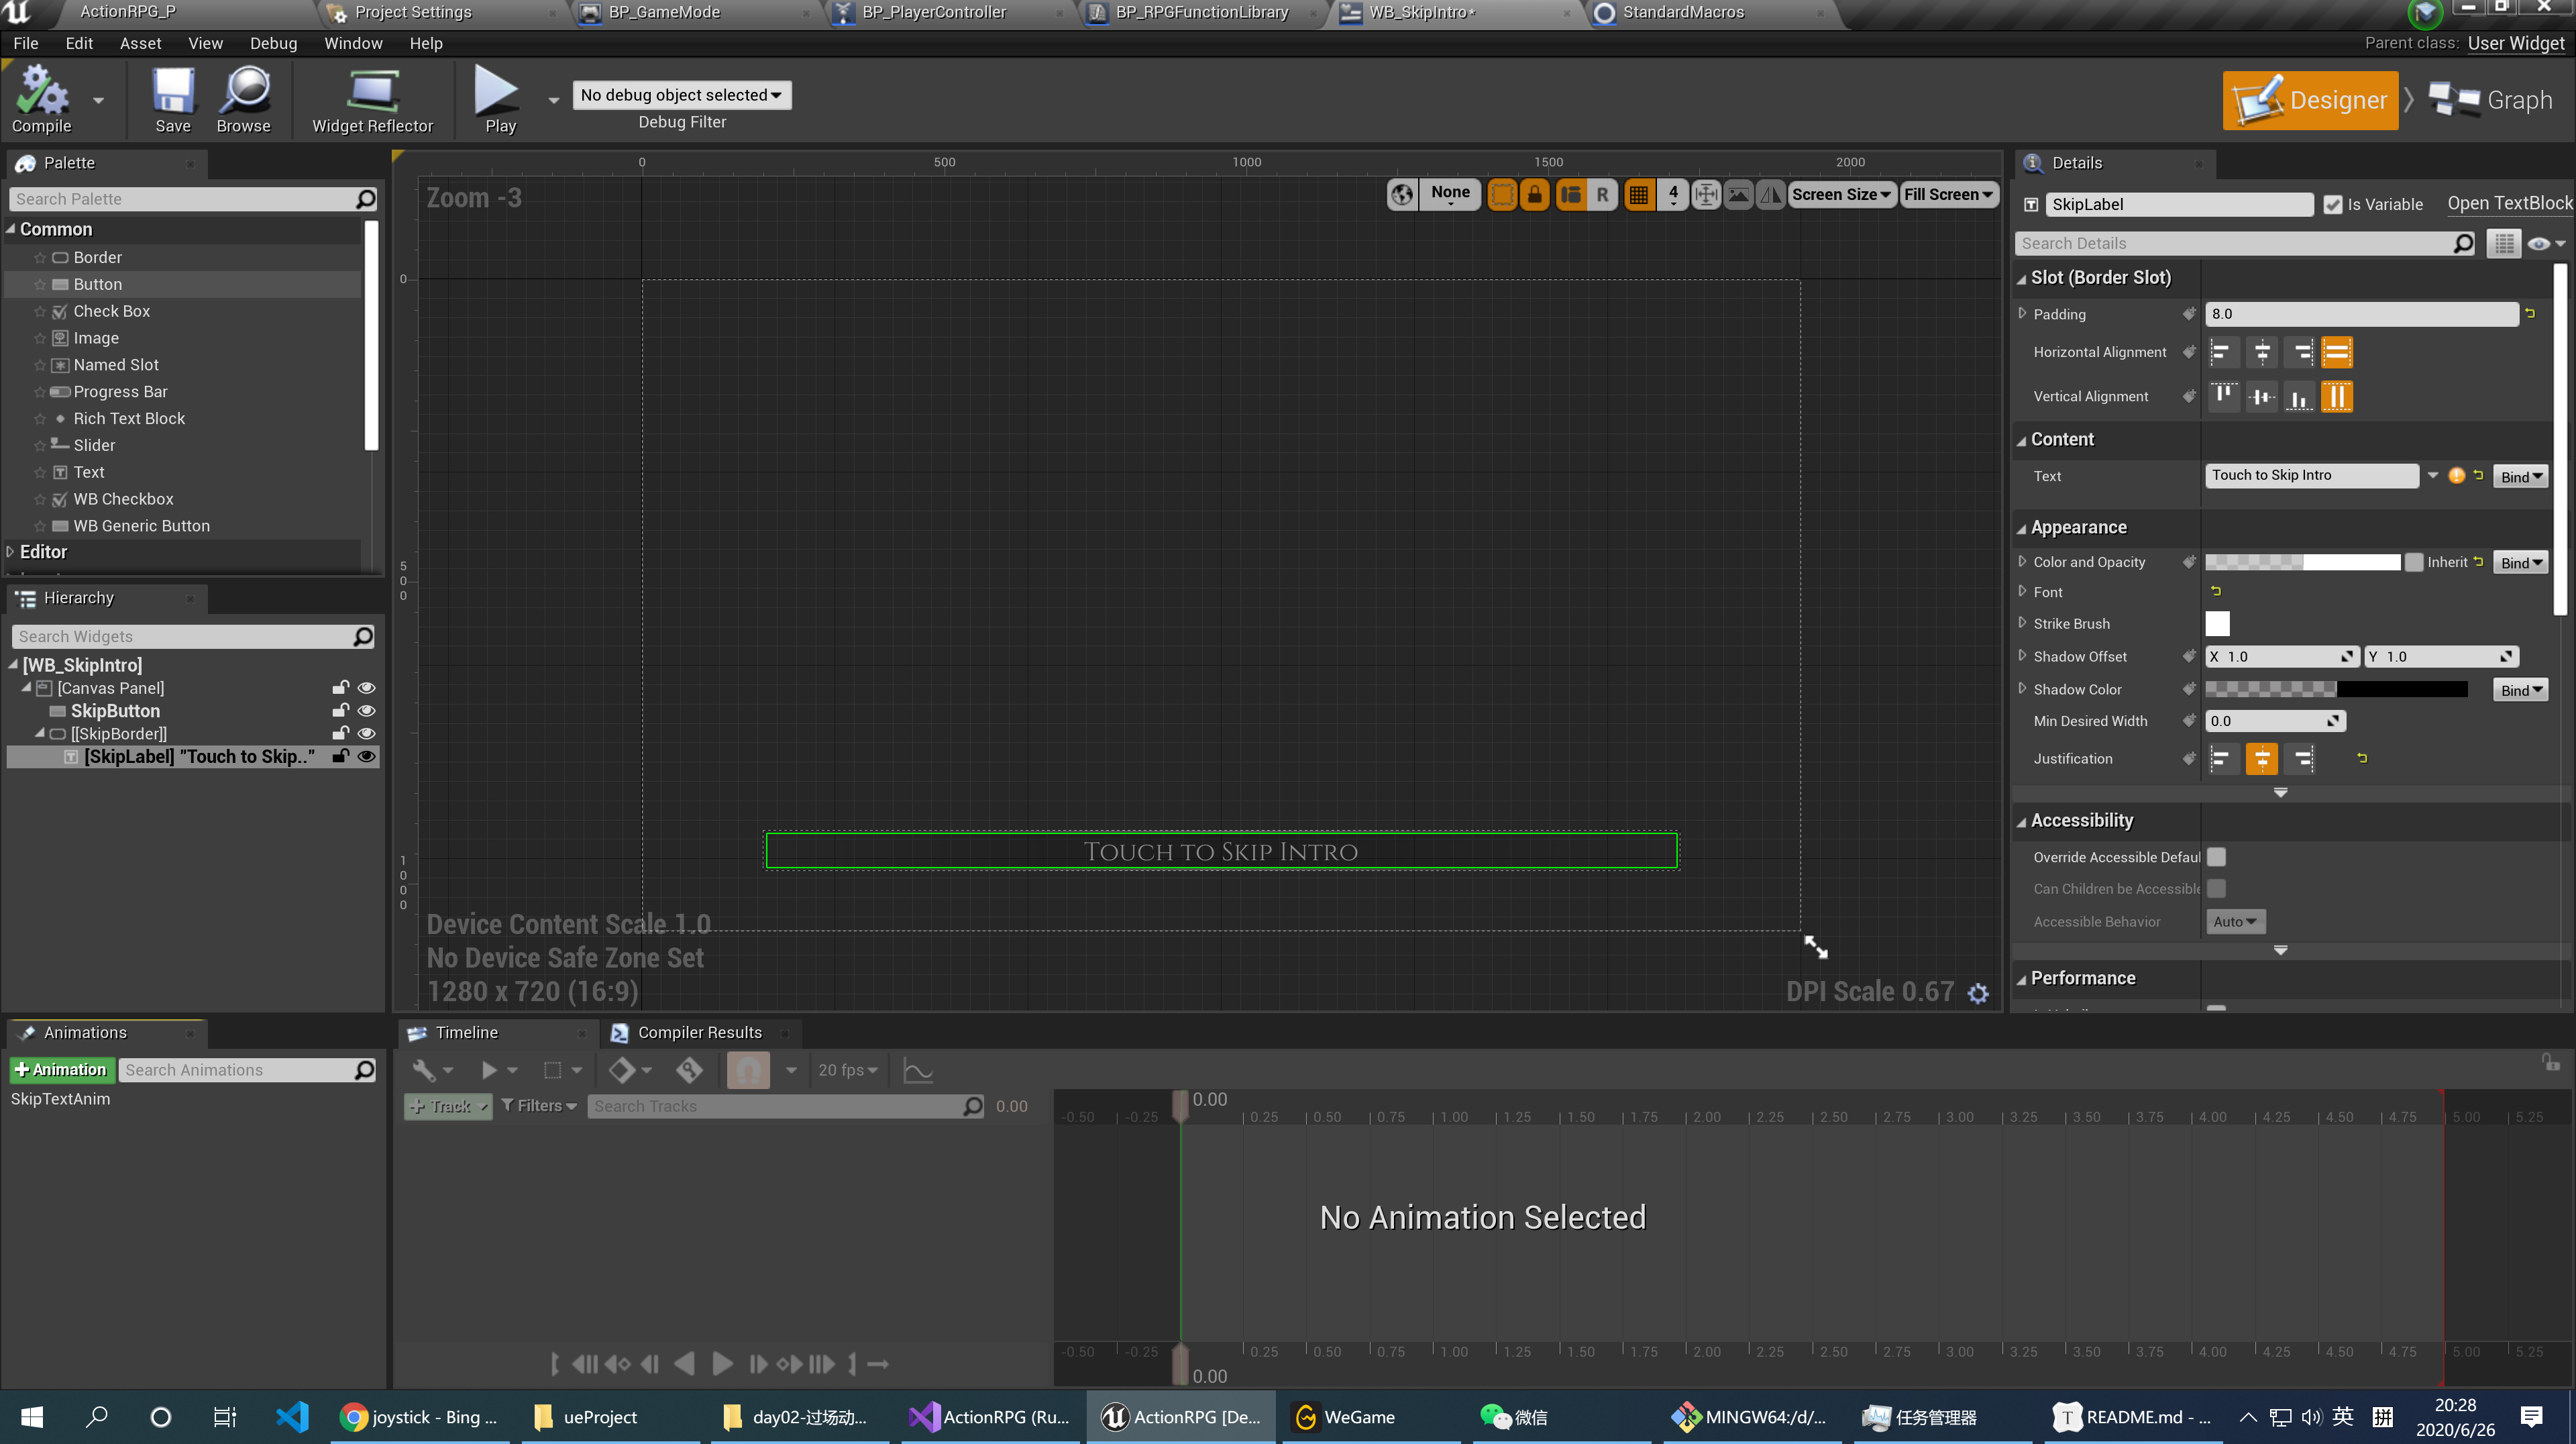 ActionRPG_P
Project Settings
BP_GameMode
BP_PlayerController
BP_RPGFunctionLibrary
WB_SkipIntro*
StandardMacros
File Edit Asset View Debug Window Help
Parent class: User Widget
Compile
Save
Browse
Widget Reflector
Play
No debug object selected
Debug Filter
Designer
Graph
Palette
Search Palette
Common
Border
Button
Check Box
Image
Named Slot
Progress Bar
Rich Text Block
Slider
Text
WB Checkbox
WB Generic Button
Editor
Hierarchy
Search Widgets
[WB_SkipIntro]
[Canvas Panel]
SkipButton
[[SkipBorder]]
[SkipLabel] "Touch to Skip.."
0 500 1000 1500 2000
Zoom -3
None
R
4
Screen Size
Fill Screen
0
500
1000
Touch to Skip Intro
Device Content Scale 1.0
No Device Safe Zone Set
1280 x 720 (16:9)
DPI Scale 0.67
Details
SkipLabel
Is Variable
Open TextBlock
Search Details
Slot (Border Slot)
Padding 8.0
Horizontal Alignment
Vertical Alignment
Content
Text Touch to Skip Intro Bind
Appearance
Color and Opacity Inherit Bind
Font
Strike Brush
Shadow Offset X 1.0 Y 1.0
Shadow Color Bind
Min Desired Width 0.0
Justification
Accessibility
Override Accessible Defaul
Can Children be Accessible
Accessible Behavior Auto
Performance
Animations
+ Animation
Search Animations
SkipTextAnim
Timeline
Compiler Results
20 fps
+ Track
Filters
Search Tracks
0.00
0.00
-0.50 -0.25 0.25 0.50 0.75 1.00 1.25 1.50 1.75 2.00 2.25 2.50 2.75 3.00 3.25 3.50 3.75 4.00 4.25 4.50 4.75 5.00 5.25
No Animation Selected
-0.50 -0.25 0.25 0.50 0.75 1.00 1.25 1.50 1.75 2.00 2.25 2.50 2.75 3.00 3.25 3.50 3.75 4.00 4.25 4.50 4.75 5.00 5.25
0.00
joystick - Bing ...
ueProject
day02-过场动...
ActionRPG (Ru...
ActionRPG [De...
WeGame
微信
MINGW64:/d/...
任务管理器
README.md - ...
英
拼
20:28
2020/6/26